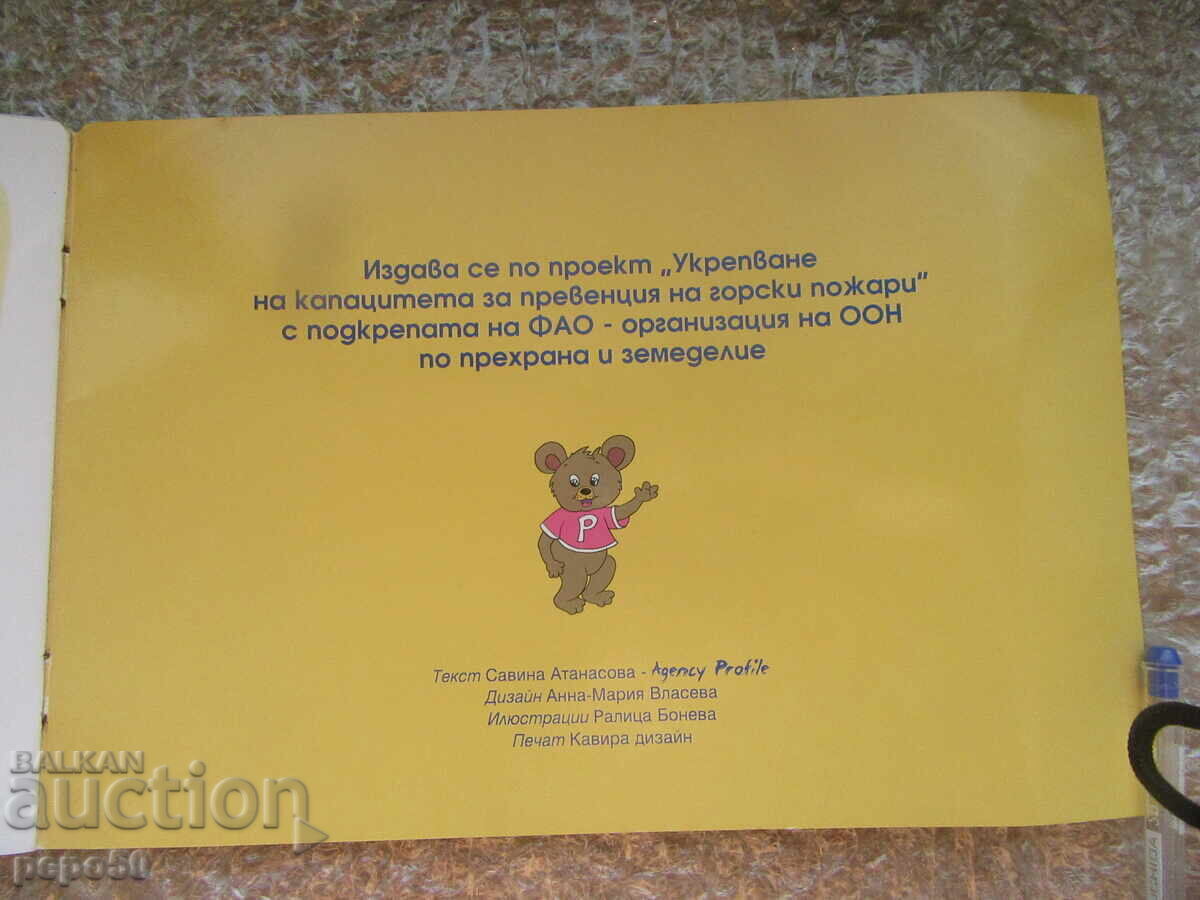 Издава се по проект „Укрепване
на капацитета за превенция на горски пожари"
с подкрепата на ФАО - организация на ООН
по прехрана и земеделие
Р
Текст Савина Атанасова - Agency Profile
Дизайн Анна-Мария Власева
Илюстрации Ралица Бонева
Печат Кавира дизайн
BALKAN
auction
pepo50